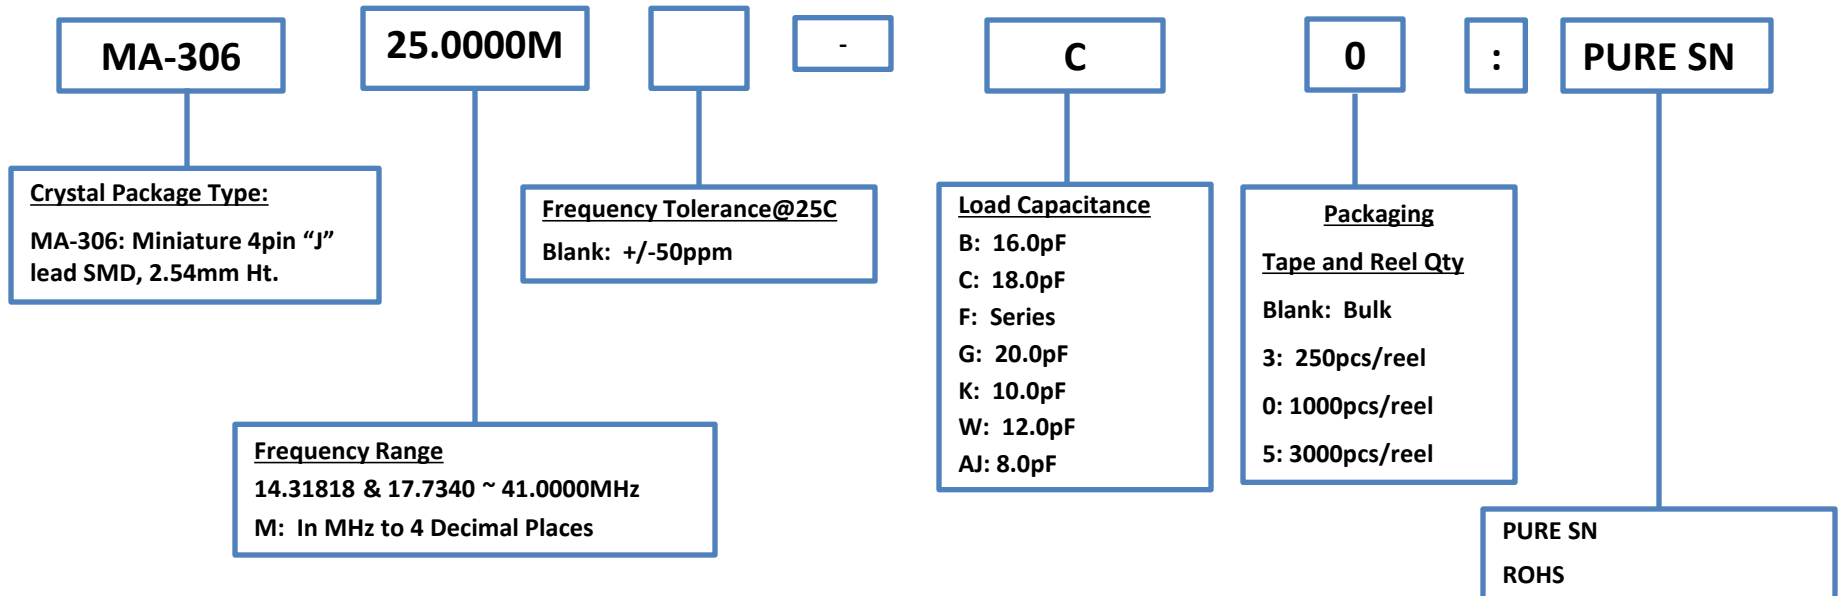 MA-306
25.0000M
-
C
0
:
PURE SN
Crystal Package Type:
MA-306: Miniature 4pin “J”
lead SMD, 2.54mm Ht.
Frequency Range
14.31818 & 17.7340 ~ 41.0000MHz
M: In MHz to 4 Decimal Places
Frequency Tolerance@25C
Blank: +/-50ppm
Load Capacitance
B: 16.0pF
C: 18.0pF
F: Series
G: 20.0pF
K: 10.0pF
W: 12.0pF
AJ: 8.0pF
Packaging
Tape and Reel Qty
Blank: Bulk
3: 250pcs/reel
0: 1000pcs/reel
5: 3000pcs/reel
PURE SN
ROHS